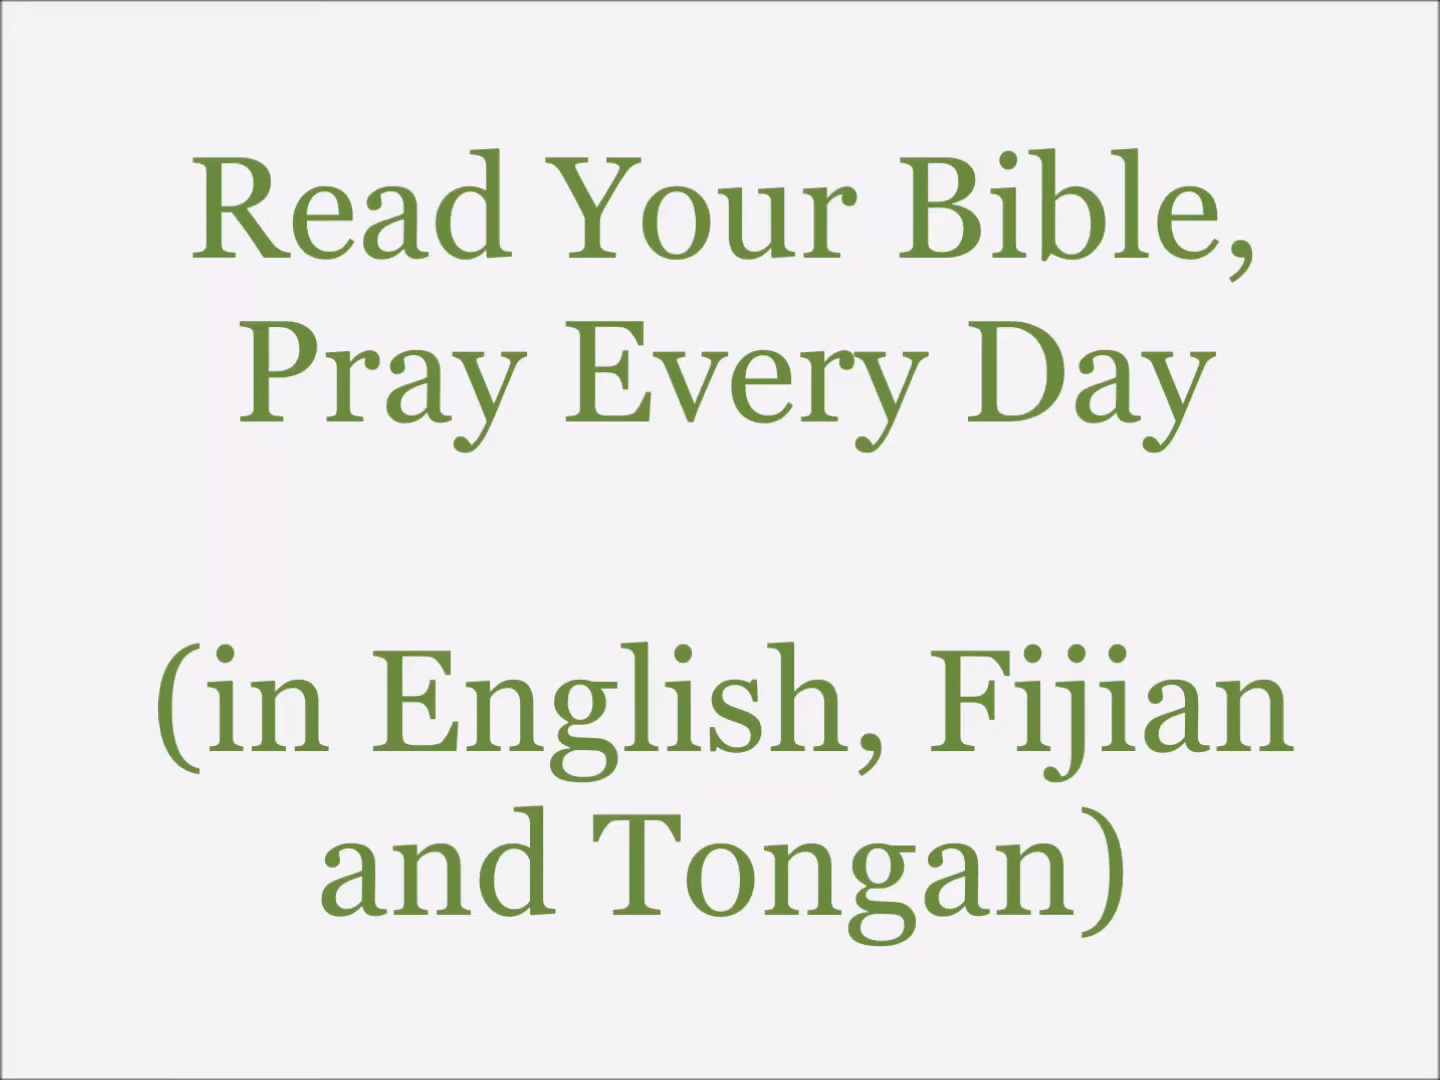 Read Your Bible,
Pray Every Day
(in English, Fijian
and Tongan)